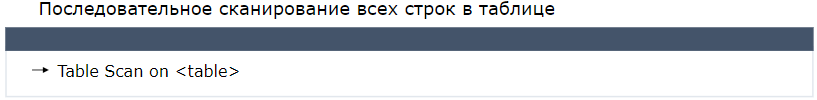 Последовательное сканирование всех строк в таблице
→ Table Scan on <table>